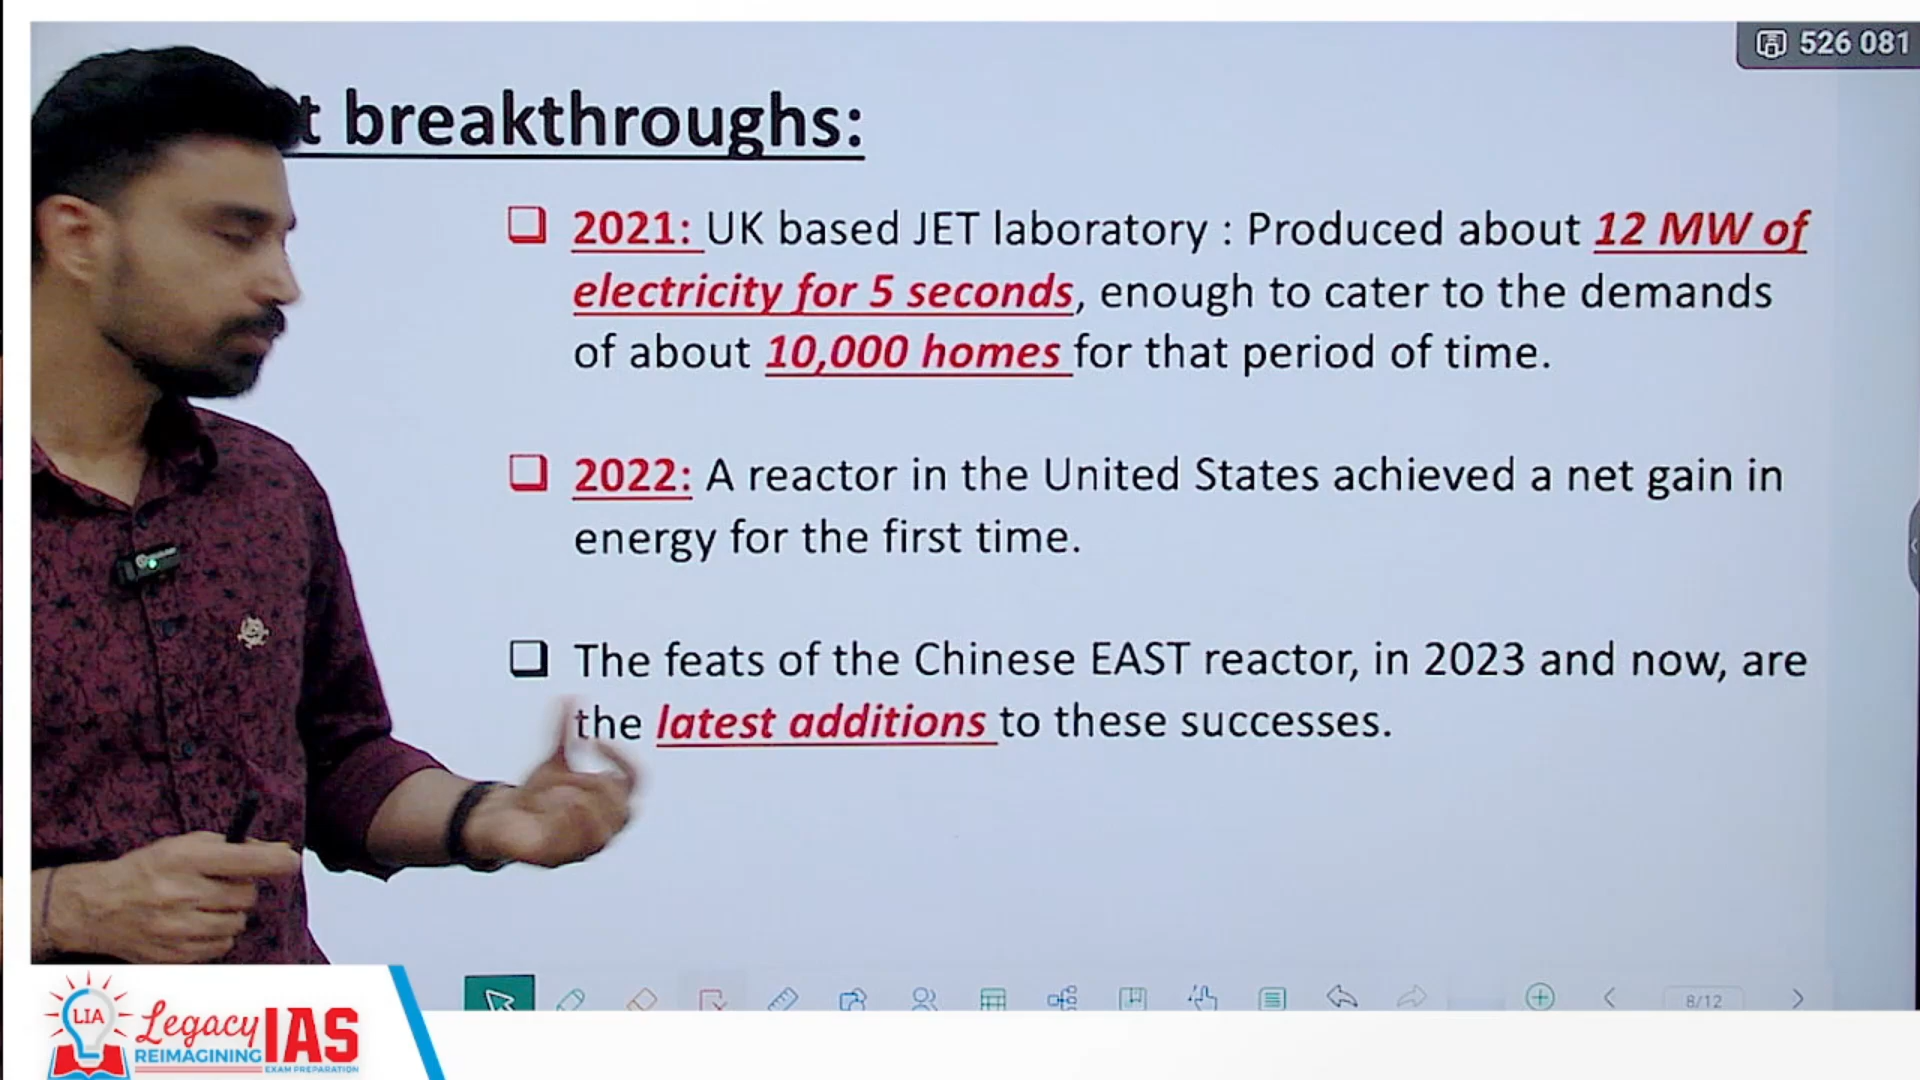 526 081
t breakthroughs:
❑ 2021: UK based JET laboratory : Produced about 12 MW of
electricity for 5 seconds, enough to cater to the demands
of about 10,000 homes for that period of time.
❑ 2022: A reactor in the United States achieved a net gain in
energy for the first time.
❑ The feats of the Chinese EAST reactor, in 2023 and now, are
the latest additions to these successes.
8/12
LIA
Legacy IAS
REIMAGINING
EXAM PREPARATION